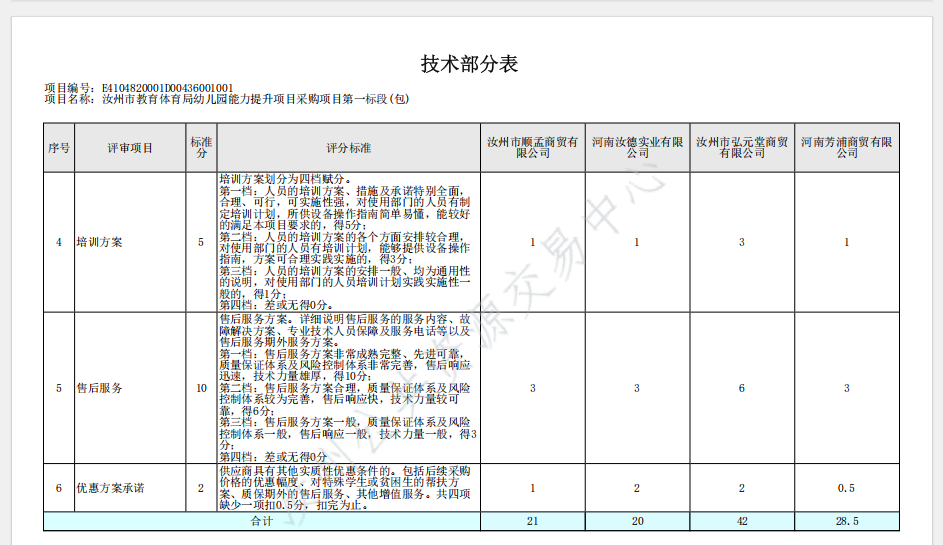 技术部分表
项目编号: E4104820001D00436001001
项目名称: 汝州市教育体育局幼儿园能力提升项目采购项目第一标段(包)
序号 评审项目 标准分 评分标准 汝州市顺孟商贸有限公司 河南汝德实业有限公司 汝州市弘元堂商贸有限公司 河南芳浦商贸有限公司
4 培训方案 5
培训方案划分为四档赋分。
第一档: 人员的培训方案、措施及承诺特别全面,
合理、可行, 可实施性强, 对使用部门的人员有制
定培训计划, 所供设备操作指南简单易懂, 能较好
的满足本项目要求的, 得5分;
第二档: 人员的培训方案的各个方面安排较合理,
对使用部门的人员有培训计划, 能够提供设备操作
指南, 方案可合理实践实施的, 得3分;
第三档: 人员的培训方案的安排一般、均为通用性
的说明, 对使用部门的人员培训计划实践实施性一
般的, 得1分;
第四档: 差或无得0分。
1 1 3 1
5 售后服务 10
售后服务方案。详细说明售后服务的服务内容、故
障解决方案、专业技术人员保障及服务电话等以及
售后服务期外服务方案。
第一档: 售后服务方案非常成熟完整、先进可靠,
质量保证体系及风险控制体系非常完善, 售后响应
迅速, 技术力量雄厚, 得10分;
第二档: 售后服务方案合理, 质量保证体系及风险
控制体系较为完善, 售后响应快, 技术力量较可
靠, 得6分;
第三档: 售后服务方案一般, 质量保证体系及风险
控制体系一般, 售后响应一般, 技术力量一般, 得3
分;
第四档: 差或无得0分
3 3 6 3
6 优惠方案承诺 2
供应商具有其他实质性优惠条件的。包括后续采购
价格的优惠幅度、对特殊学生或贫困生的帮扶方
案、质保期外的售后服务、其他增值服务。共四项
缺少一项扣0.5分, 扣完为止。
1 2 2 0.5
合计 21 20 42 28.5
汝州公共资源交易中心